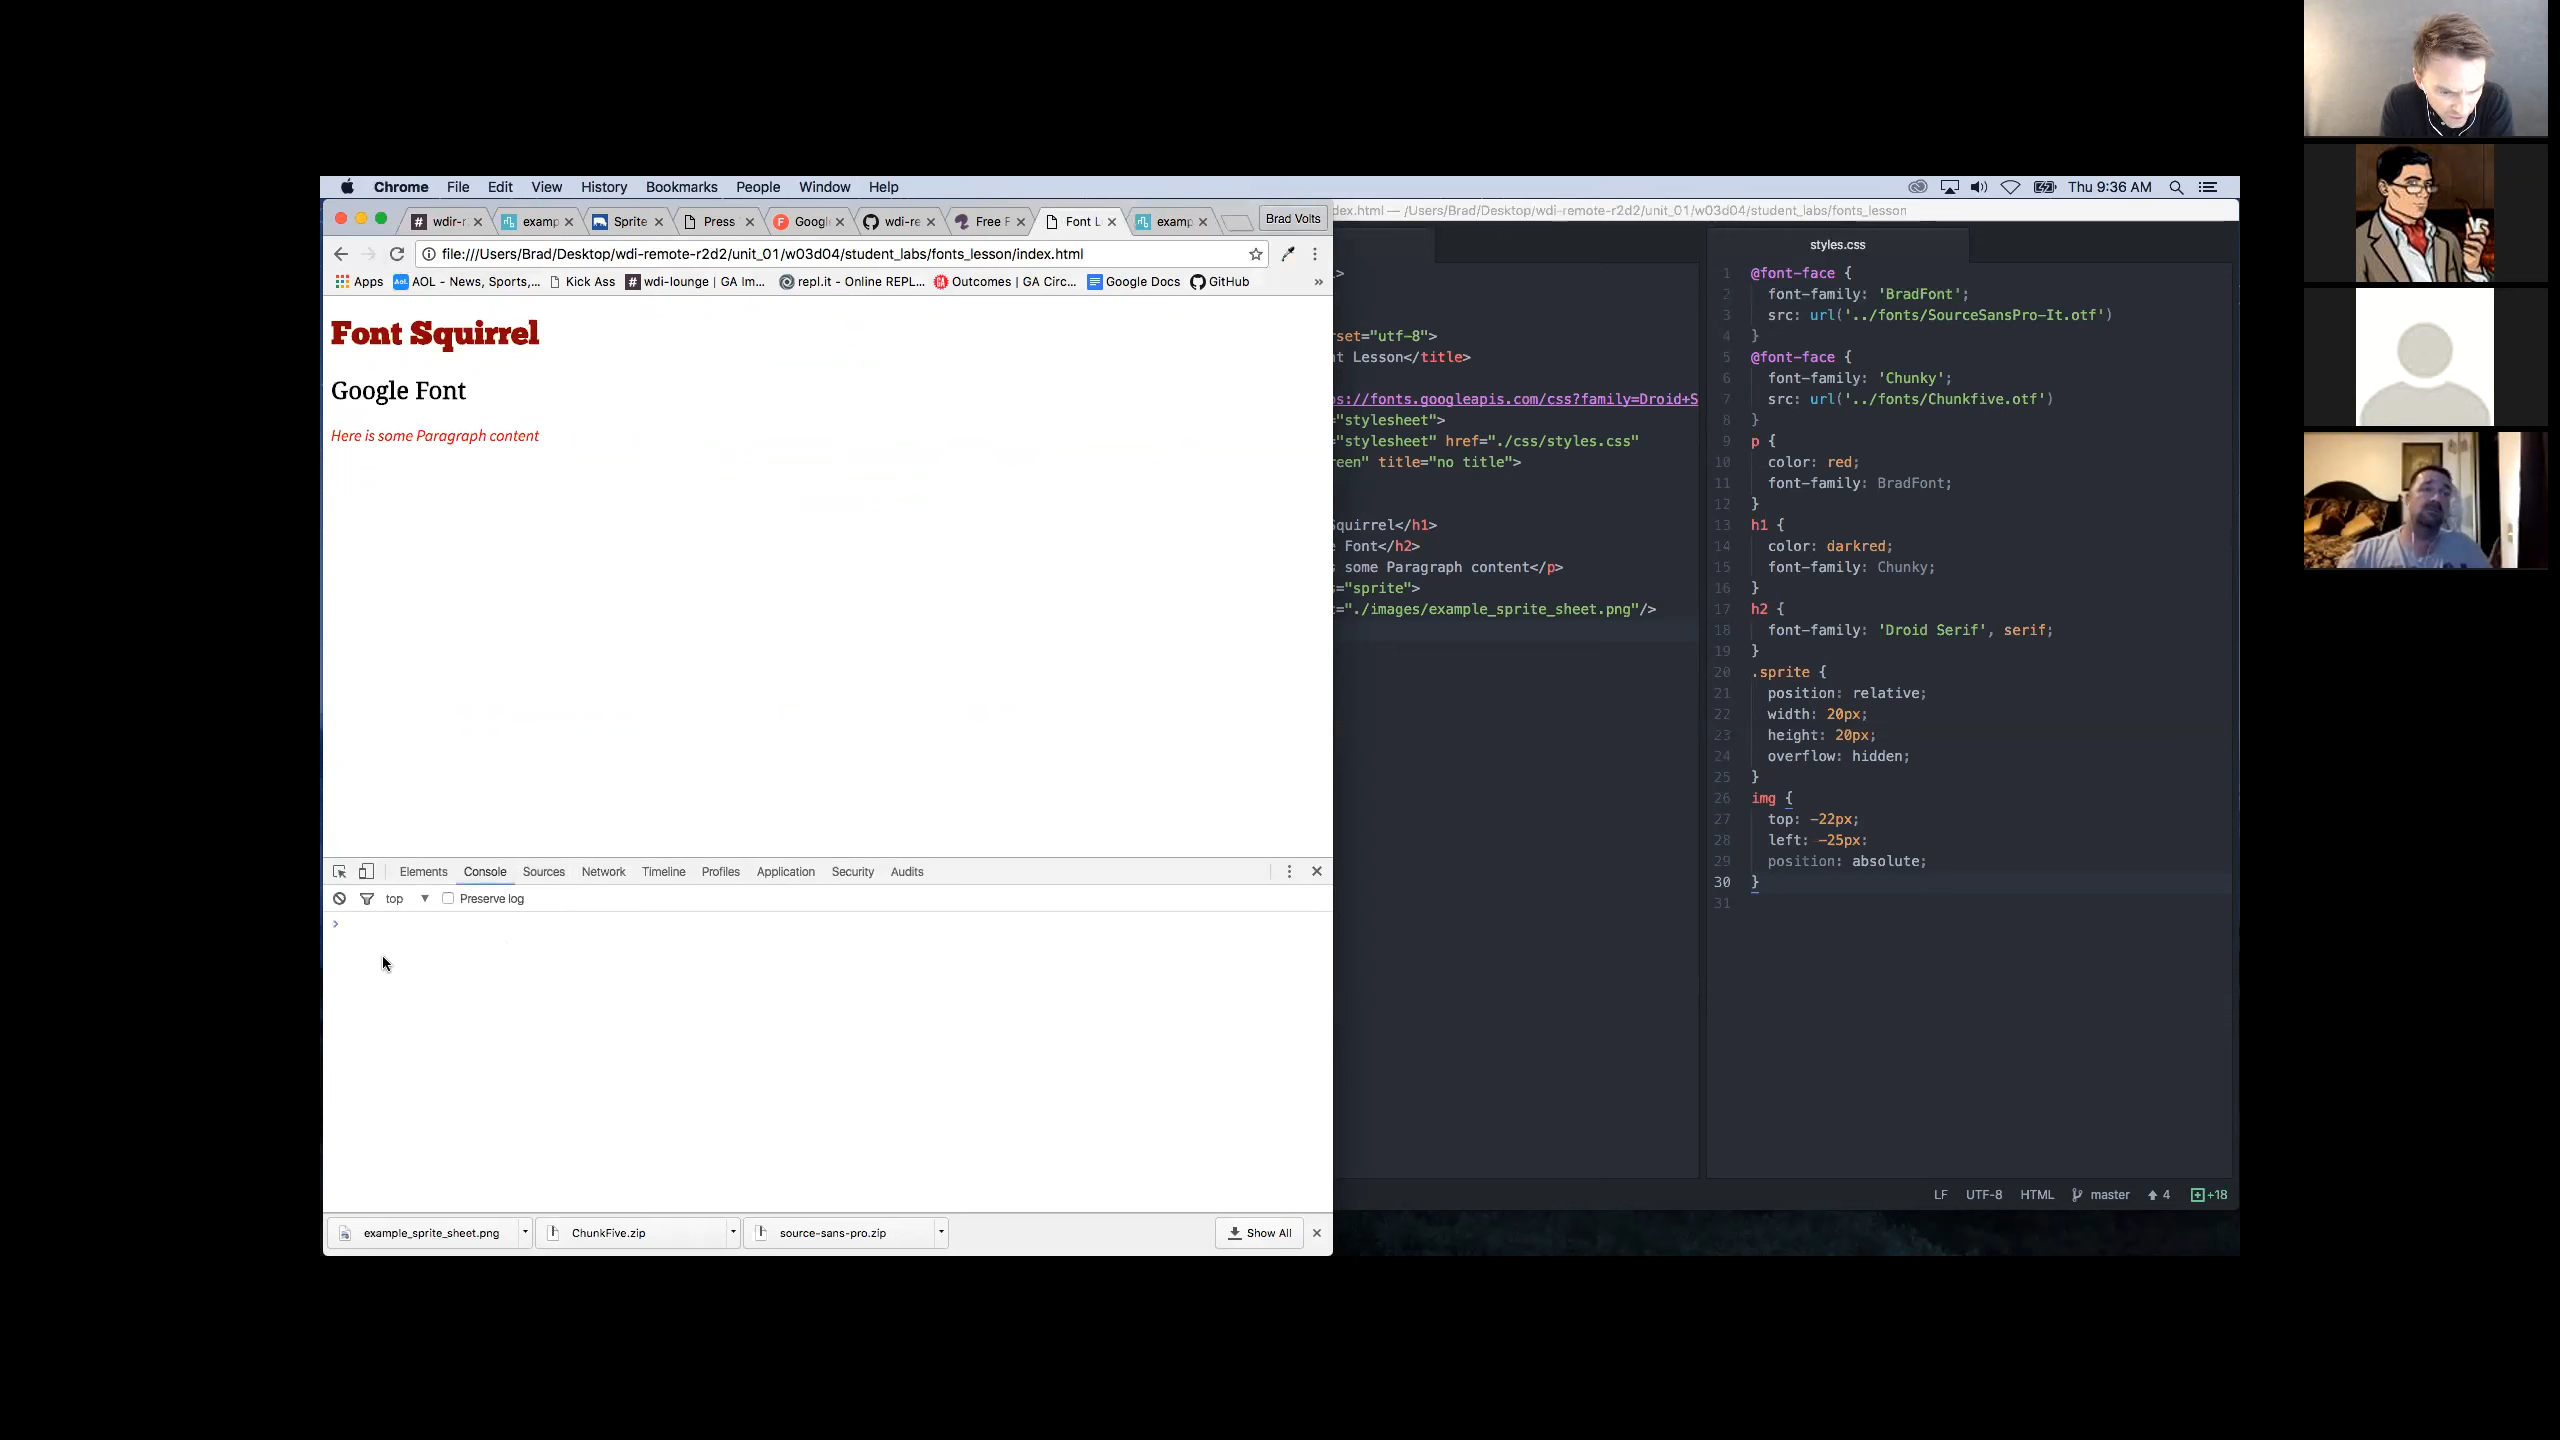 Chrome File Edit View History Bookmarks People Window Help
Thu 9:36 AM
wdir-r
examp
Sprite
Press
Googl
wdi-re
Free F
Font L
examp
Brad Volts
file:///Users/Brad/Desktop/wdi-remote-r2d2/unit_01/w03d04/student_labs/fonts_lesson/index.html
Apps
AOL - News, Sports,...
Kick Ass
wdi-lounge | GA Im...
repl.it - Online REPL...
Outcomes | GA Circ...
Google Docs
GitHub
»
Font Squirrel
Google Font
Here is some Paragraph content
Elements Console Sources Network Timeline Profiles Application Security Audits
top
Preserve log
>
example_sprite_sheet.png
ChunkFive.zip
source-sans-pro.zip
Show All
dex.html — /Users/Brad/Desktop/wdi-remote-r2d2/unit_01/w03d04/student_labs/fonts_lesson
>
rset="utf-8">
nt Lesson</title>
os://fonts.googleapis.com/css?family=Droid+S
="stylesheet">
="stylesheet" href="./css/styles.css"
reen" title="no title">
quirrel</h1>
e Font</h2>
s some Paragraph content</p>
s="sprite">
="./images/example_sprite_sheet.png"/>
styles.css
1 @font-face {
2 font-family: 'BradFont';
3 src: url('../fonts/SourceSansPro-It.otf')
4 }
5 @font-face {
6 font-family: 'Chunky';
7 src: url('../fonts/Chunkfive.otf')
8 }
9 p {
10 color: red;
11 font-family: BradFont;
12 }
13 h1 {
14 color: darkred;
15 font-family: Chunky;
16 }
17 h2 {
18 font-family: 'Droid Serif', serif;
19 }
20 .sprite {
21 position: relative;
22 width: 20px;
23 height: 20px;
24 overflow: hidden;
25 }
26 img {
27 top: -22px;
28 left: -25px:
29 position: absolute;
30 }
31
LF UTF-8 HTML master 4 +18